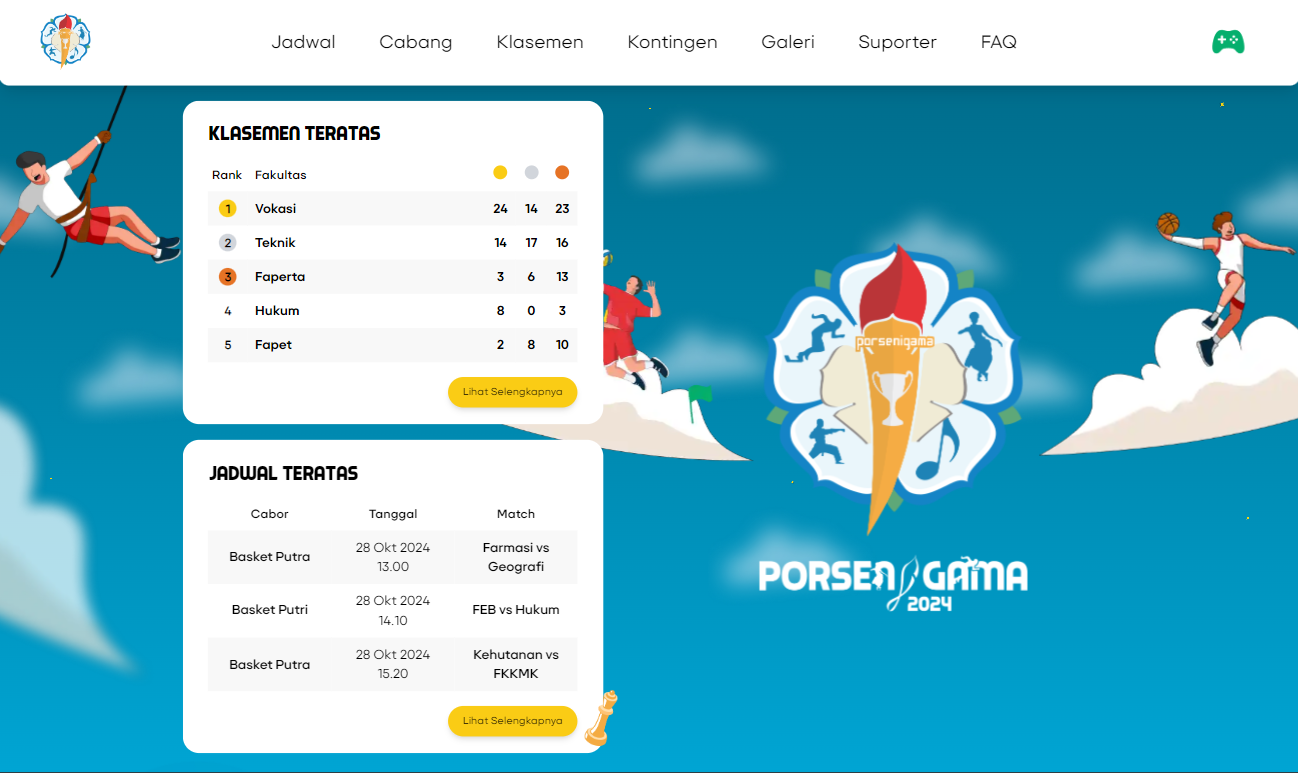 Jadwal Cabang Klasemen Kontingen Galeri Suporter FAQ
KLASEMEN TERATAS
Rank Fakultas
1 Vokasi 24 14 23
2 Teknik 14 17 16
3 Faperta 3 6 13
4 Hukum 8 0 3
5 Fapet 2 8 10
Lihat Selengkapnya
JADWAL TERATAS
Cabor Tanggal Match
Basket Putra 28 Okt 2024 13.00 Farmasi vs Geografi
Basket Putri 28 Okt 2024 14.10 FEB vs Hukum
Basket Putra 28 Okt 2024 15.20 Kehutanan vs FKKMK
Lihat Selengkapnya
porsenigama
PORSENIGAMA
2024